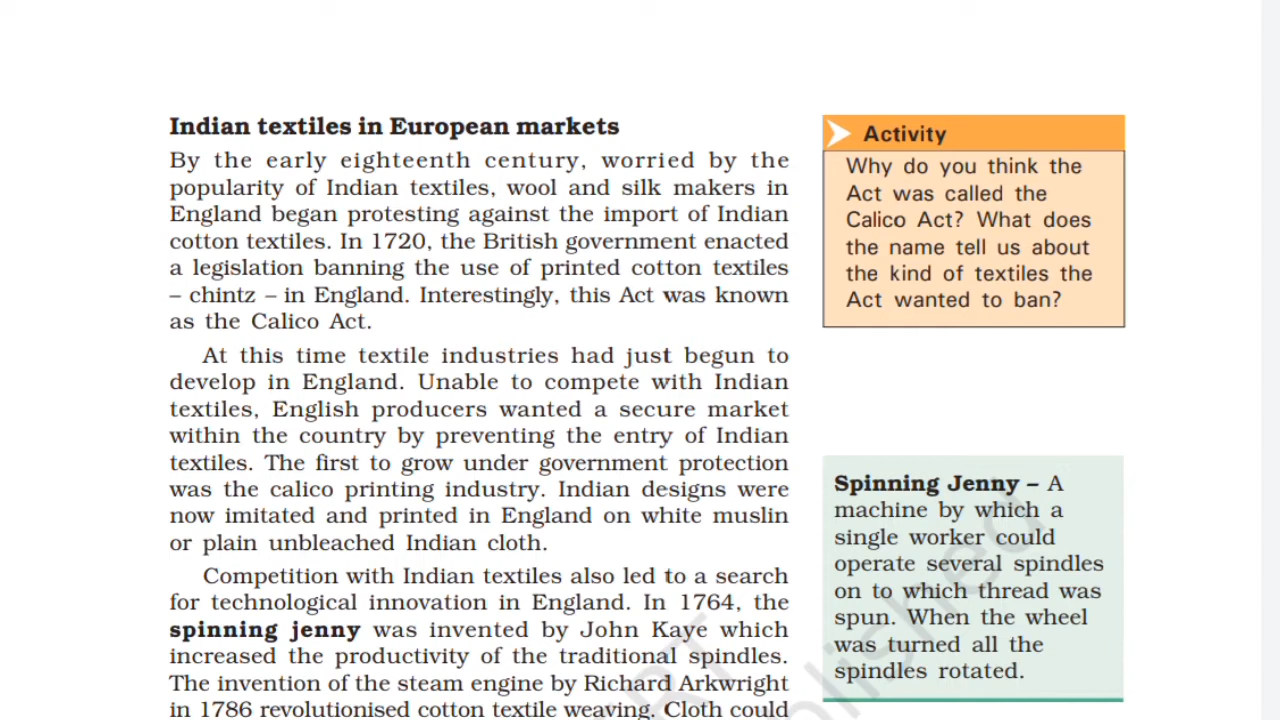 Indian textiles in European markets
By the early eighteenth century, worried by the
popularity of Indian textiles, wool and silk makers in
England began protesting against the import of Indian
cotton textiles. In 1720, the British government enacted
a legislation banning the use of printed cotton textiles
– chintz – in England. Interestingly, this Act was known
as the Calico Act.
At this time textile industries had just begun to
develop in England. Unable to compete with Indian
textiles, English producers wanted a secure market
within the country by preventing the entry of Indian
textiles. The first to grow under government protection
was the calico printing industry. Indian designs were
now imitated and printed in England on white muslin
or plain unbleached Indian cloth.
Competition with Indian textiles also led to a search
for technological innovation in England. In 1764, the
spinning jenny was invented by John Kaye which
increased the productivity of the traditional spindles.
The invention of the steam engine by Richard Arkwright
in 1786 revolutionised cotton textile weaving. Cloth could
Activity
Why do you think the
Act was called the
Calico Act? What does
the name tell us about
the kind of textiles the
Act wanted to ban?
Spinning Jenny – A
machine by which a
single worker could
operate several spindles
on to which thread was
spun. When the wheel
was turned all the
spindles rotated.